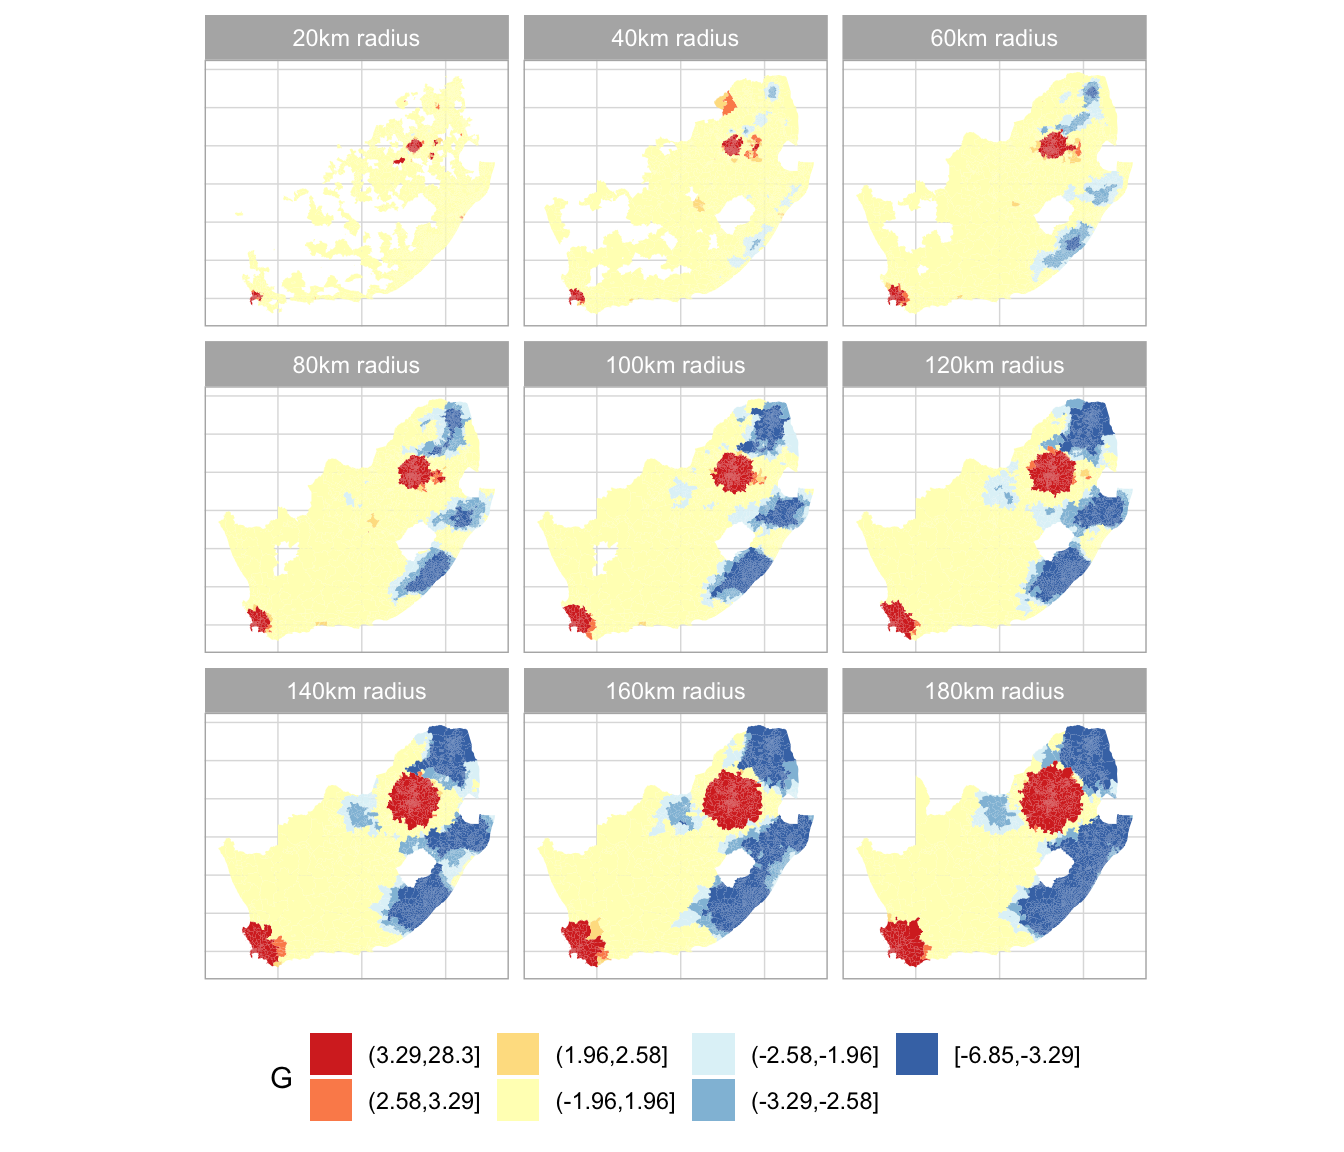 20km radius
40km radius
60km radius
80km radius
100km radius
120km radius
140km radius
160km radius
180km radius
G
(3.29,28.3]
(1.96,2.58]
(-2.58,-1.96]
[-6.85,-3.29]
(2.58,3.29]
(-1.96,1.96]
(-3.29,-2.58]